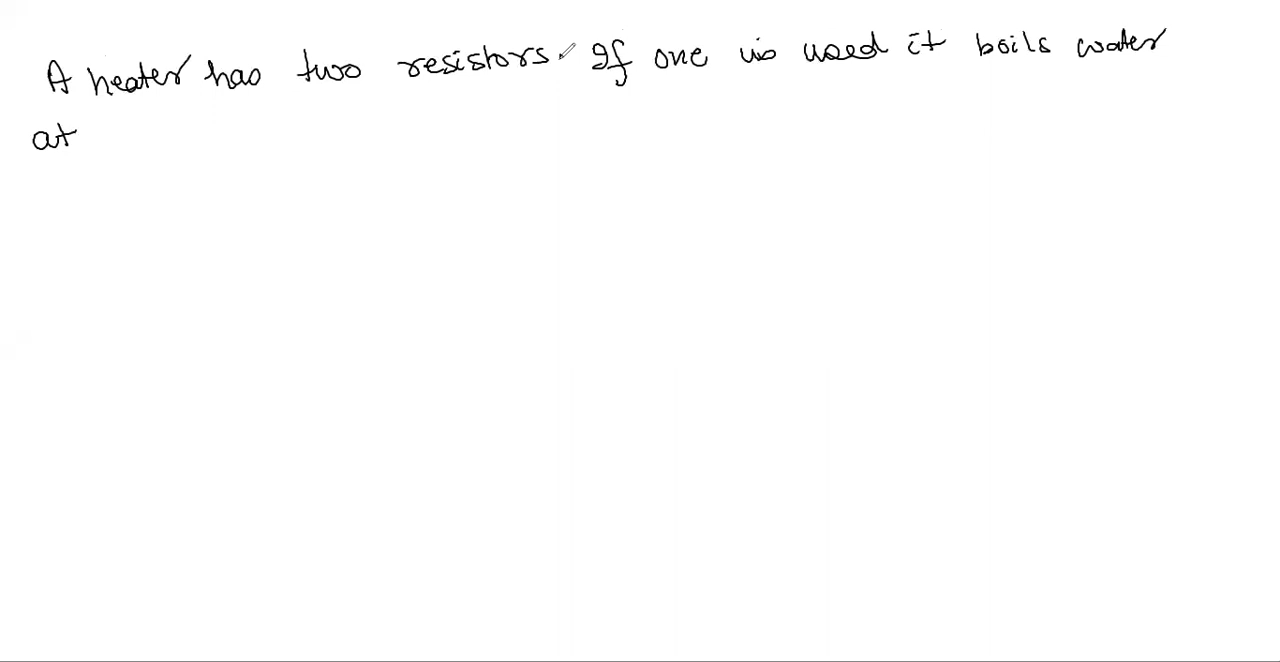 A heater has two resistors. If one is used it boils water
at